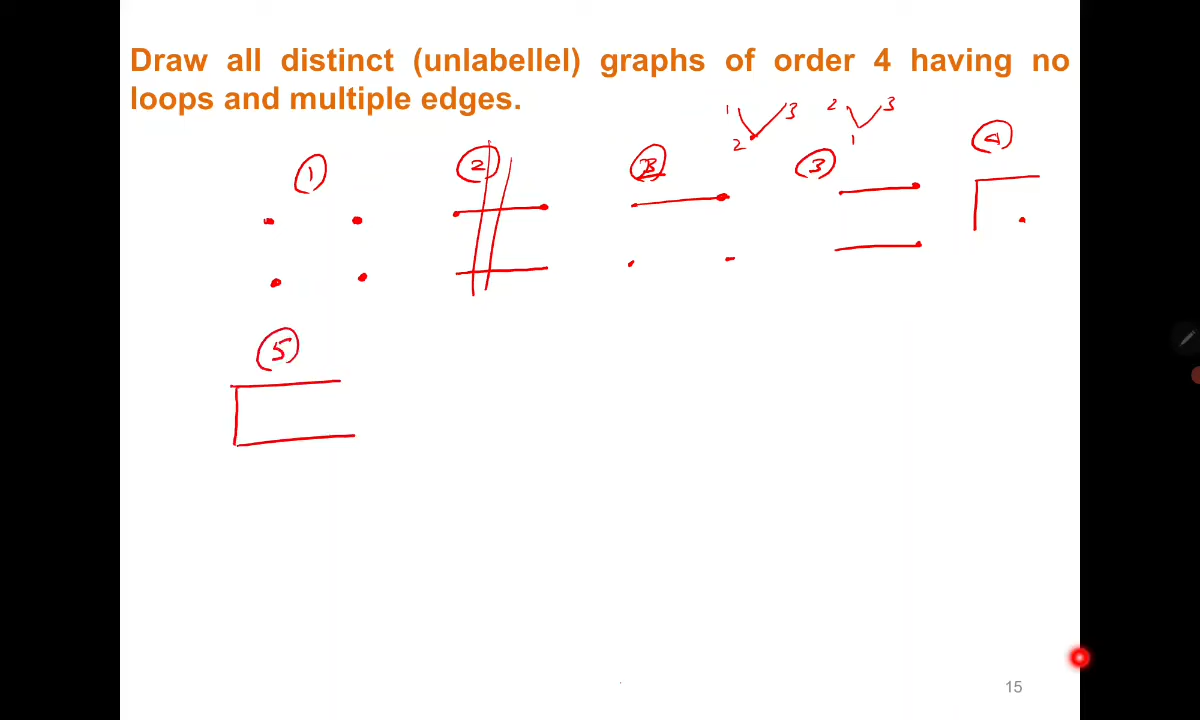 Draw all distinct (unlabellel) graphs of order 4 having no
loops and multiple edges.
1 3 2 3
2 1
1 2 3 4
5
15